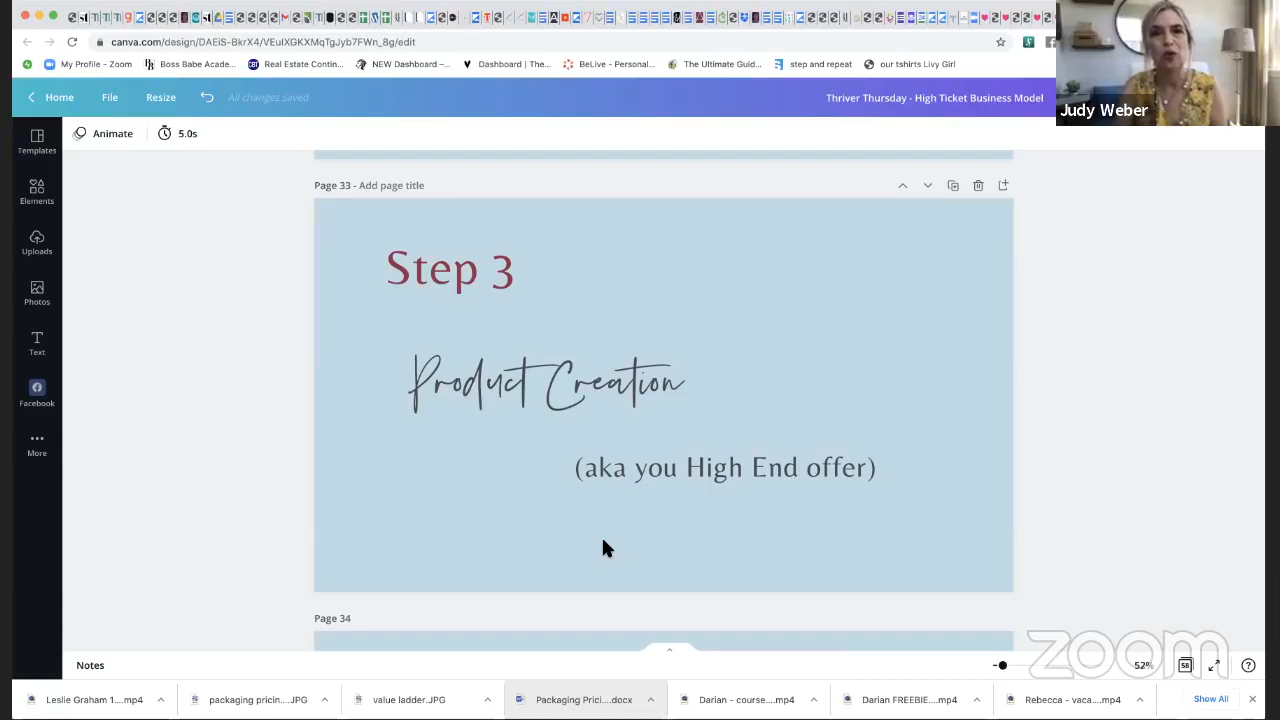 canva.com/design/DAEiS-BkrX4/VEuIXGKXMqTgJyb7FWn_8g/edit
My Profile - Zoom
Boss Babe Acade...
Real Estate Contin...
NEW Dashboard –...
Dashboard | The...
BeLive - Personal...
The Ultimate Guid...
step and repeat
our tshirts Livy Girl
Judy Weber
Home
File
Resize
All changes saved
Thriver Thursday - High Ticket Business Model
Animate
5.0s
Templates
Elements
Uploads
Photos
Text
Facebook
More
Page 33 - Add page title
Step 3
Product Creation
(aka you High End offer)
Page 34
Notes
52%
58
zoom
Leslie Graham 1....mp4
packaging pricin....JPG
value ladder.JPG
Packaging Prici....docx
Darian - course....mp4
Darian FREEBIE....mp4
Rebecca - vaca....mp4
Show All